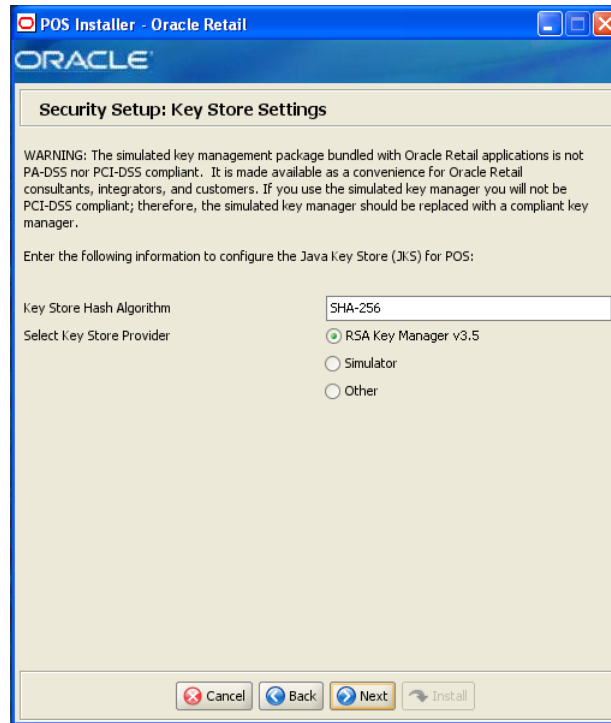 POS Installer - Oracle Retail
ORACLE
Security Setup: Key Store Settings
WARNING: The simulated key management package bundled with Oracle Retail applications is not
PA-DSS nor PCI-DSS compliant. It is made available as a convenience for Oracle Retail
consultants, integrators, and customers. If you use the simulated key manager you will not be
PCI-DSS compliant; therefore, the simulated key manager should be replaced with a compliant key
manager.
Enter the following information to configure the Java Key Store (JKS) for POS:
Key Store Hash Algorithm SHA-256
Select Key Store Provider RSA Key Manager v3.5
Simulator
Other
Cancel Back Next Install